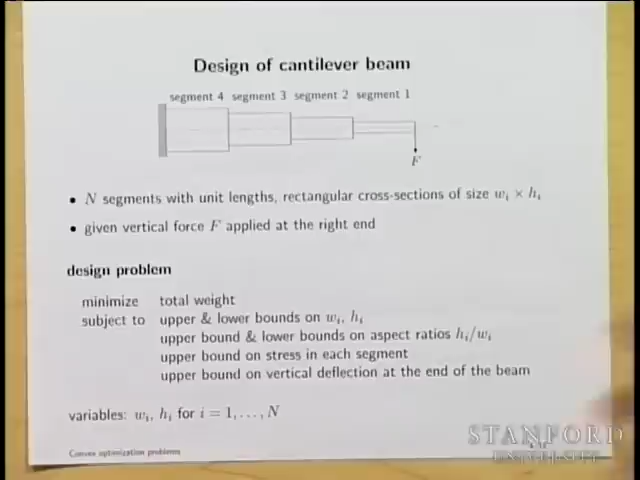 Design of cantilever beam
segment 4 segment 3 segment 2 segment 1
F
• N segments with unit lengths, rectangular cross-sections of size wᵢ × hᵢ
• given vertical force F applied at the right end
design problem
minimize total weight
subject to upper & lower bounds on wᵢ, hᵢ
upper bound & lower bounds on aspect ratios hᵢ/wᵢ
upper bound on stress in each segment
upper bound on vertical deflection at the end of the beam
variables: wᵢ, hᵢ for i = 1, . . . , N
Convex optimization problems
STANFORD
UNIVERSITY